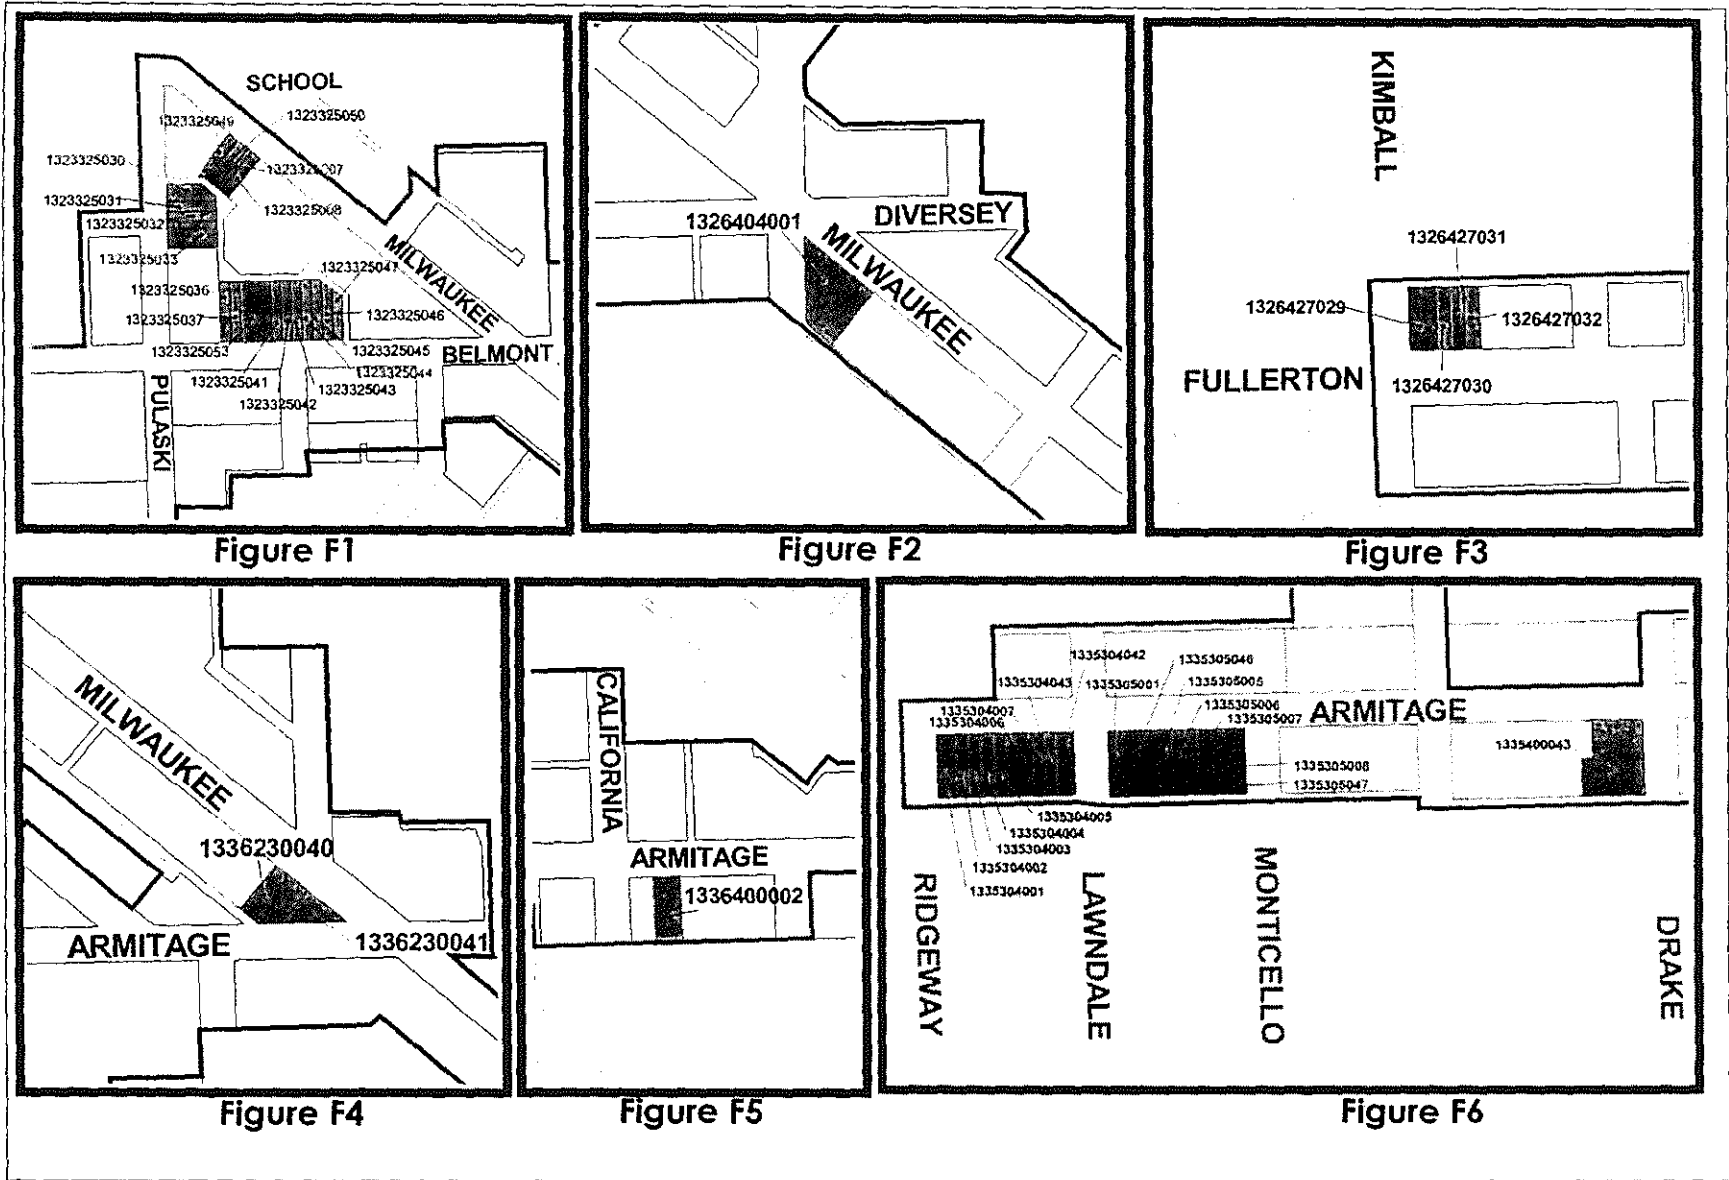 SCHOOL
1323325049
1323325050
1323325030
1323325007
1323325031
1323325008
1323325032
1323325033
MILWAUKEE
1323325047
1323325036
1323325037
1323325046
1323325053
1323325045
BELMONT
1323325044
1323325041
1323325043
1323325042
PULASKI
Figure F1
DIVERSEY
1326404001
MILWAUKEE
Figure F2
KIMBALL
1326427031
1326427029
1326427032
FULLERTON
1326427030
Figure F3
MILWAUKEE
1336230040
ARMITAGE
1336230041
Figure F4
CALIFORNIA
ARMITAGE
1336400002
Figure F5
1335304042
1335305046
1335304043
1335305001
1335305005
1335304007
1335305006
1335304006
1335305007
ARMITAGE
1335400043
1335305008
1335305047
1335304005
1335304004
1335304003
1335304002
1335304001
RIDGEWAY
LAWNDALE
MONTICELLO
DRAKE
Figure F6